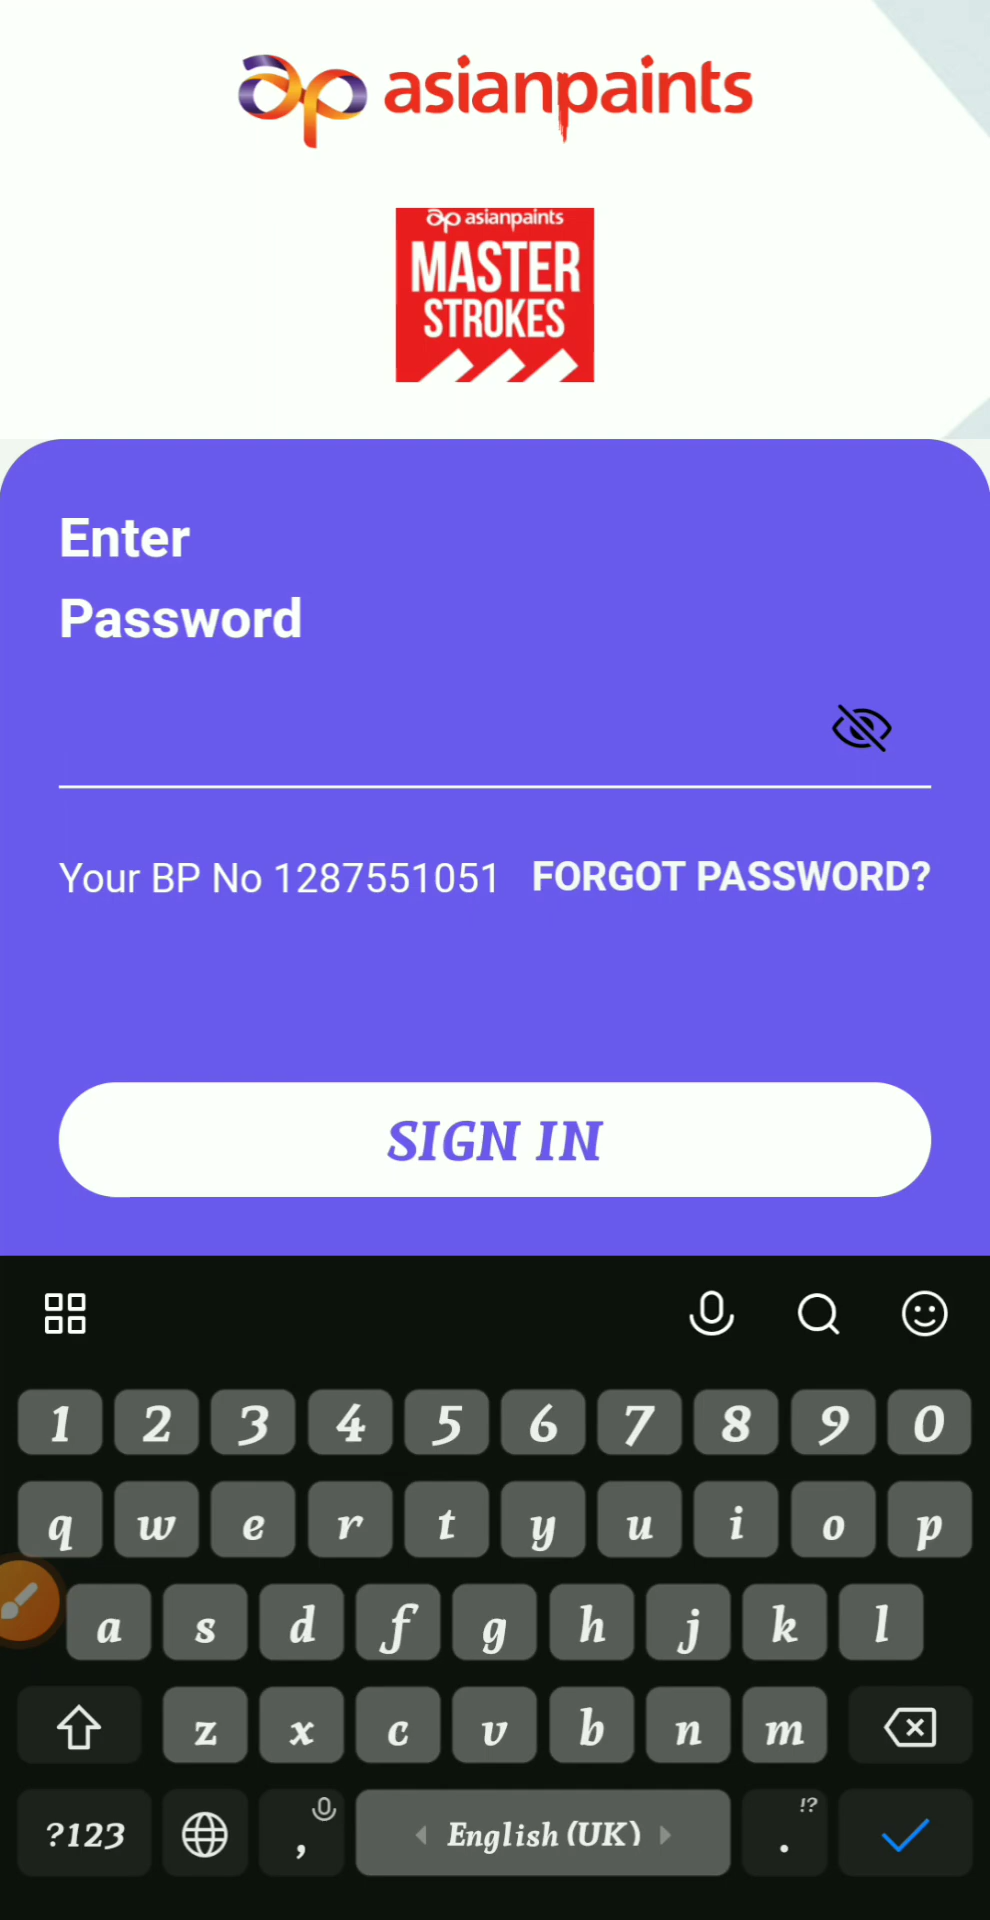 asianpaints
asianpaints
MASTER
STROKES
Enter
Password
Your BP No 1287551051 FORGOT PASSWORD?
SIGN IN
1 2 3 4 5 6 7 8 9 0
q w e r t y u i o p
a s d f g h j k l
z x c v b n m
?123 , English (UK) . !?